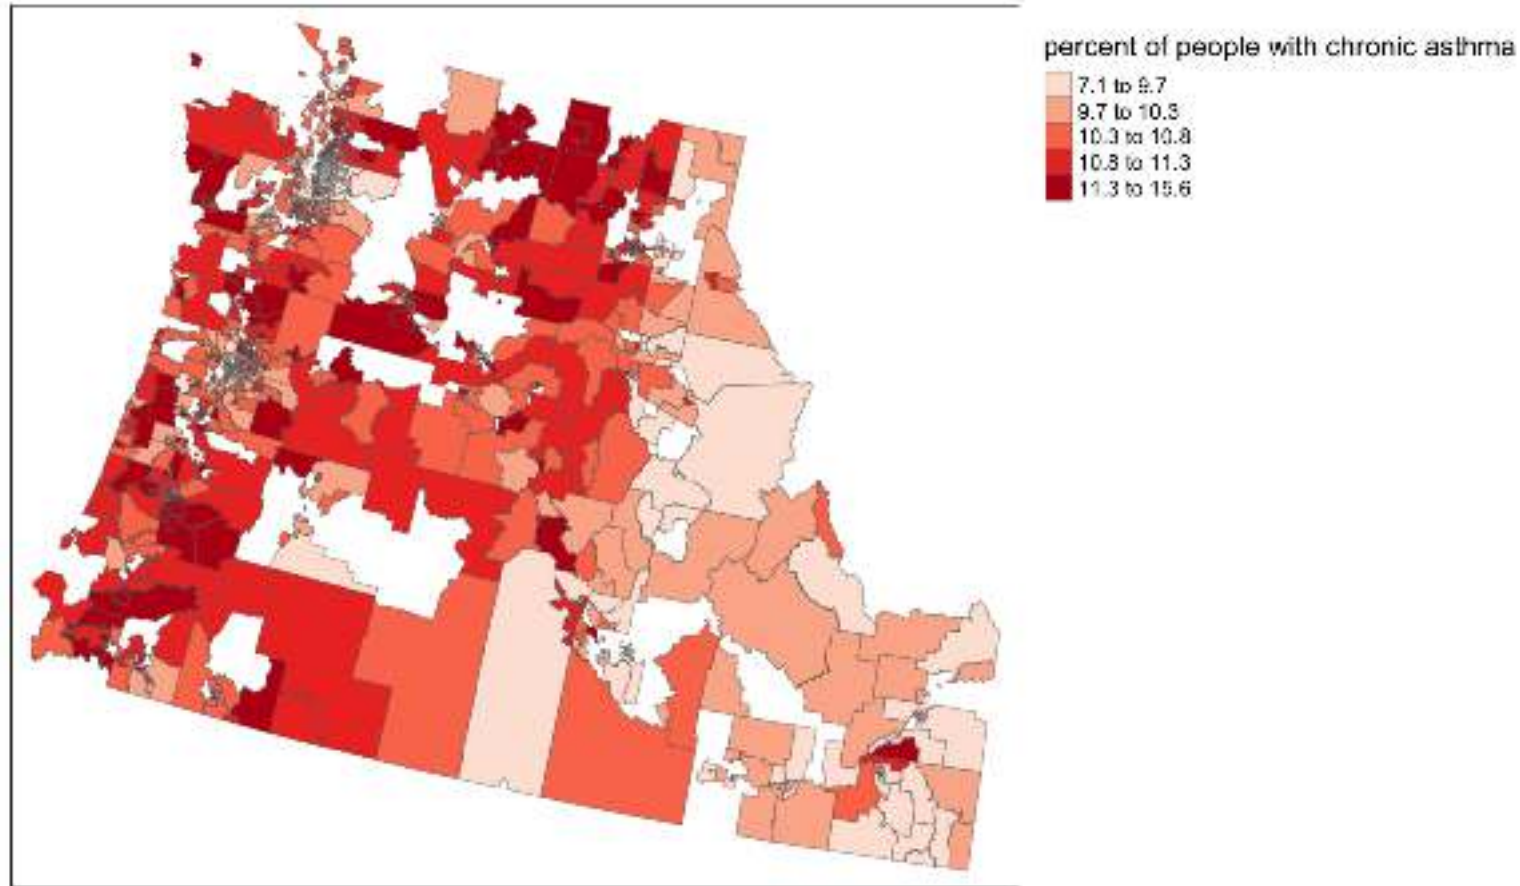 percent of people with chronic asthma
7.1 to 9.7
9.7 to 10.3
10.3 to 10.8
10.8 to 11.3
11.3 to 15.6